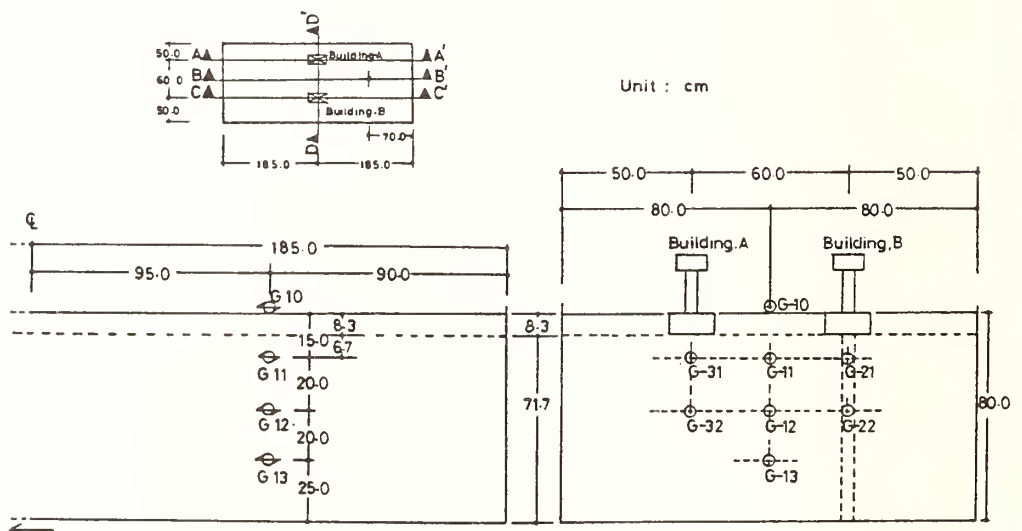 D'
50.0 A Building.A A'
60.0 B B'
C C'
50.0 Building.B
D 70.0
185.0 185.0
Unit : cm
50.0 60.0 50.0
80.0 80.0
Building.A Building,B
℄
185.0
95.0 90.0
G 10 G-10
8.3 8.3
15.0 6.7
G 11 G-31 G-11 G-21
20.0 71.7 80.0
G 12 G-32 G-12 G-22
20.0
G 13 G-13
25.0